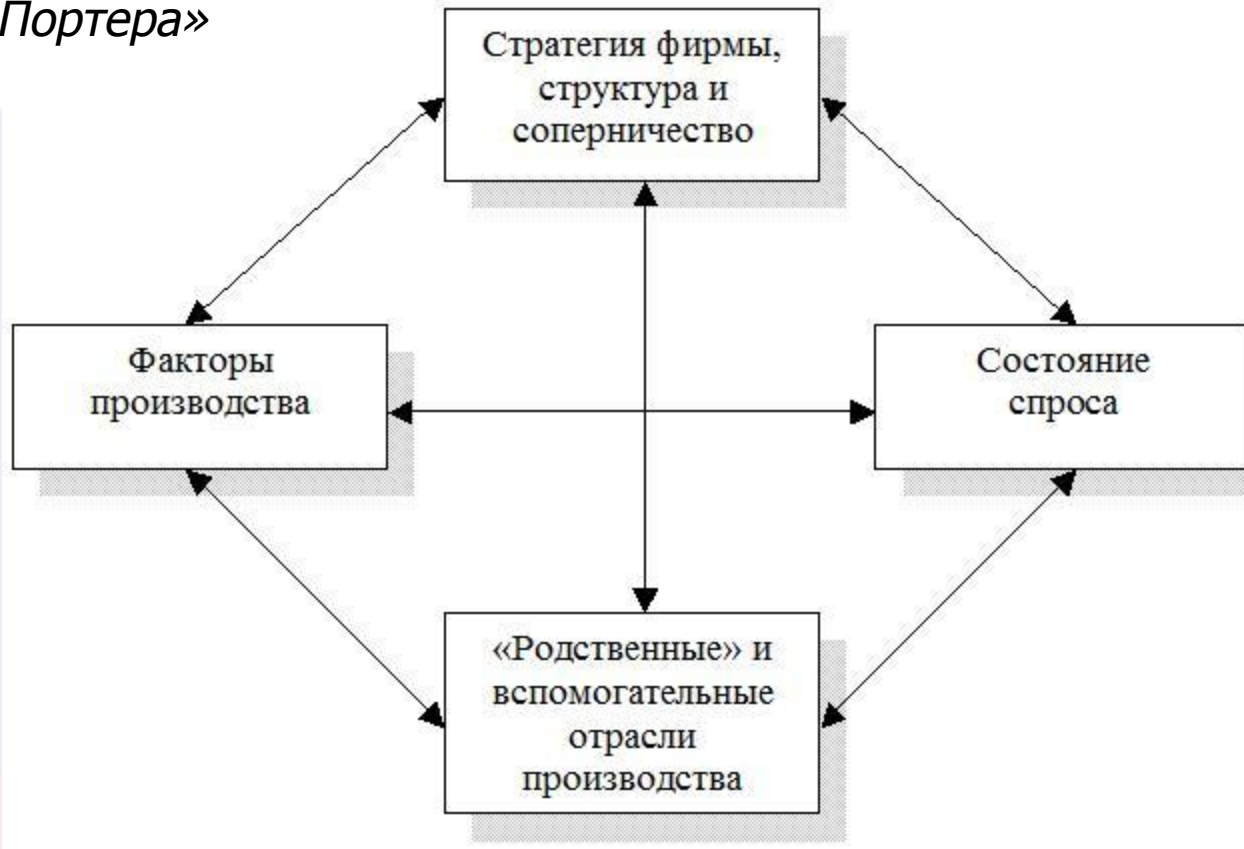 Портера»
Стратегия фирмы,
структура и
соперничество
Факторы
производства
Состояние
спроса
«Родственные» и
вспомогательные
отрасли
производства